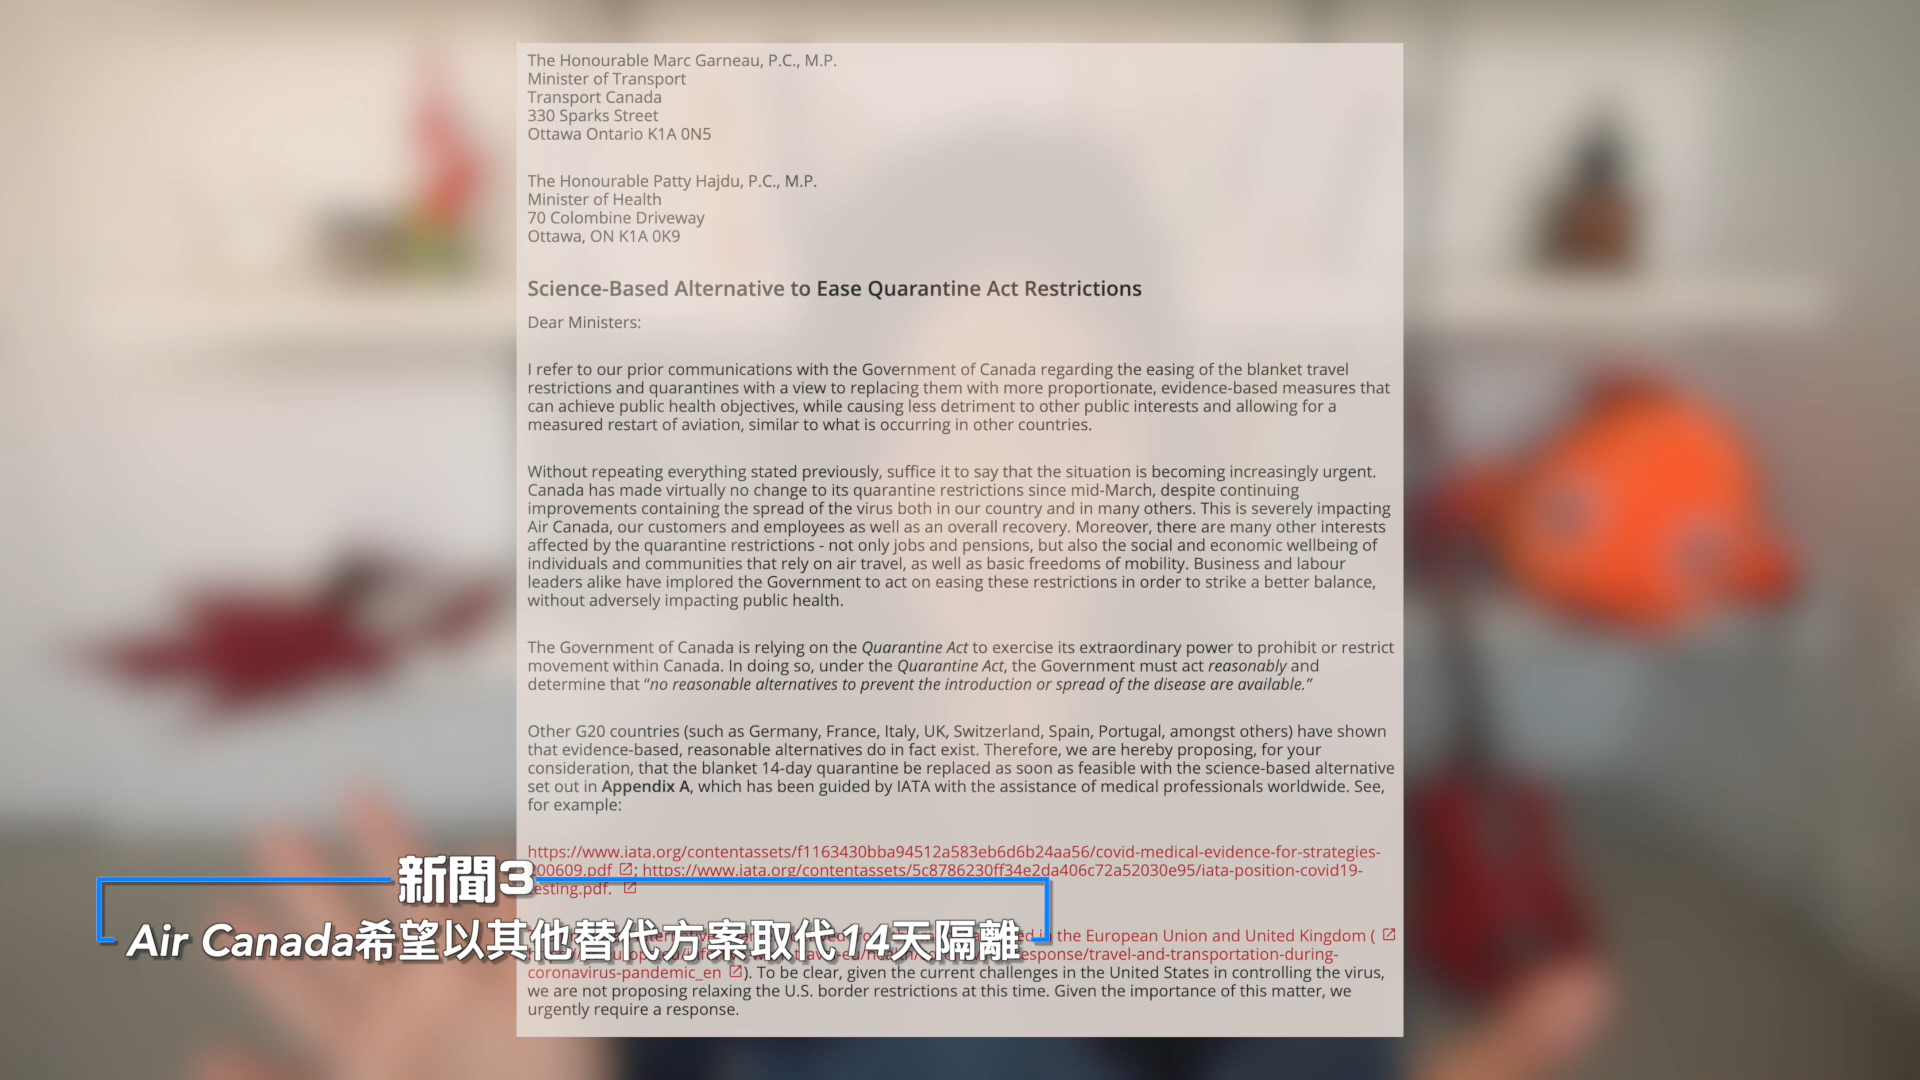 The Honourable Marc Garneau, P.C., M.P.
Minister of Transport
Transport Canada
330 Sparks Street
Ottawa Ontario K1A 0N5
The Honourable Patty Hajdu, P.C., M.P.
Minister of Health
70 Colombine Driveway
Ottawa, ON K1A 0K9
Science-Based Alternative to Ease Quarantine Act Restrictions
Dear Ministers:
I refer to our prior communications with the Government of Canada regarding the easing of the blanket travel
restrictions and quarantines with a view to replacing them with more proportionate, evidence-based measures that
can achieve public health objectives, while causing less detriment to other public interests and allowing for a
measured restart of aviation, similar to what is occurring in other countries.
Without repeating everything stated previously, suffice it to say that the situation is becoming increasingly urgent.
Canada has made virtually no change to its quarantine restrictions since mid-March, despite continuing
improvements containing the spread of the virus both in our country and in many others. This is severely impacting
Air Canada, our customers and employees as well as an overall recovery. Moreover, there are many other interests
affected by the quarantine restrictions - not only jobs and pensions, but also the social and economic wellbeing of
individuals and communities that rely on air travel, as well as basic freedoms of mobility. Business and labour
leaders alike have implored the Government to act on easing these restrictions in order to strike a better balance,
without adversely impacting public health.
The Government of Canada is relying on the Quarantine Act to exercise its extraordinary power to prohibit or restrict
movement within Canada. In doing so, under the Quarantine Act, the Government must act reasonably and
determine that “no reasonable alternatives to prevent the introduction or spread of the disease are available.”
Other G20 countries (such as Germany, France, Italy, UK, Switzerland, Spain, Portugal, amongst others) have shown
that evidence-based, reasonable alternatives do in fact exist. Therefore, we are hereby proposing, for your
consideration, that the blanket 14-day quarantine be replaced as soon as feasible with the science-based alternative
set out in Appendix A, which has been guided by IATA with the assistance of medical professionals worldwide. See,
for example:
https://www.iata.org/contentassets/f1163430bba94512a583eb6d6b24aa56/covid-medical-evidence-for-strategies-
00609.pdf ; https://www.iata.org/contentassets/5c8786230ff34e2da406c72a52030e95/iata-position-covid19-
esting.pdf.
新聞3
Air Canada希望以其他替代方案取代14天隔離
in the European Union and United Kingdom (
esponse/travel-and-transportation-during-
coronavirus-pandemic_en ). To be clear, given the current challenges in the United States in controlling the virus,
we are not proposing relaxing the U.S. border restrictions at this time. Given the importance of this matter, we
urgently require a response.